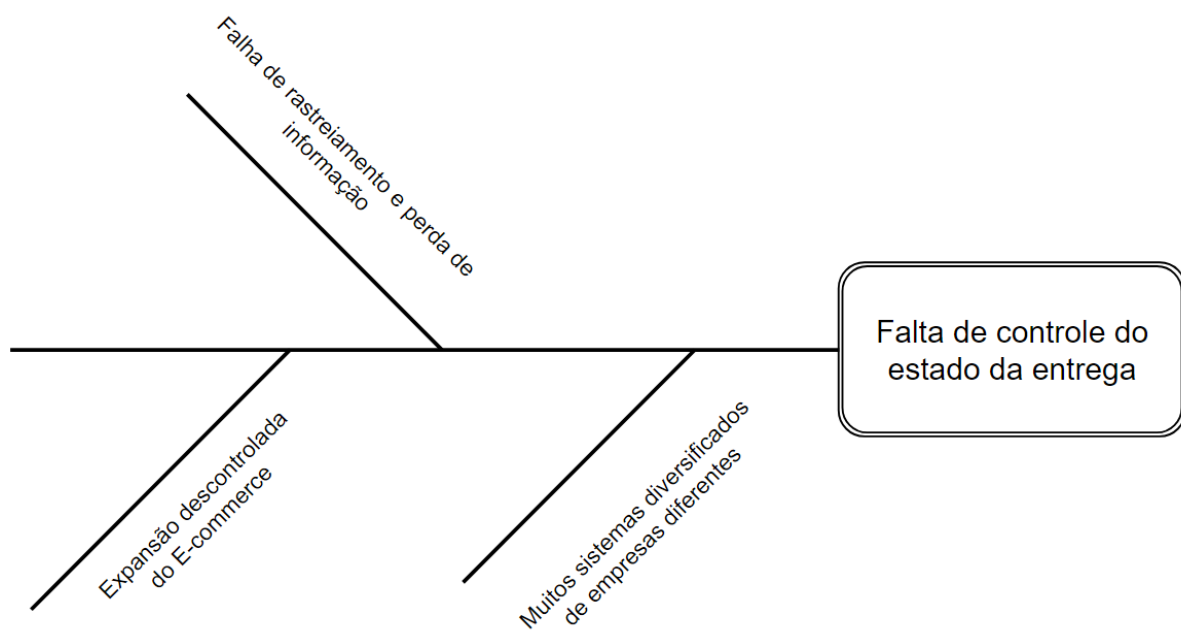 Falha de rastreiamento e perda de
informação
Falta de controle do
estado da entrega
Expansão descontrolada
do E-commerce
Muitos sistemas diversificados
de empresas diferentes